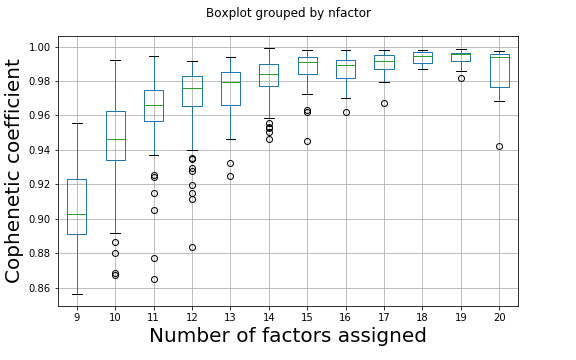 Boxplot grouped by nfactor
Cophenetic coefficient
1.00
0.98
0.96
0.94
0.92
0.90
0.88
0.86
9 10 11 12 13 14 15 16 17 18 19 20
Number of factors assigned